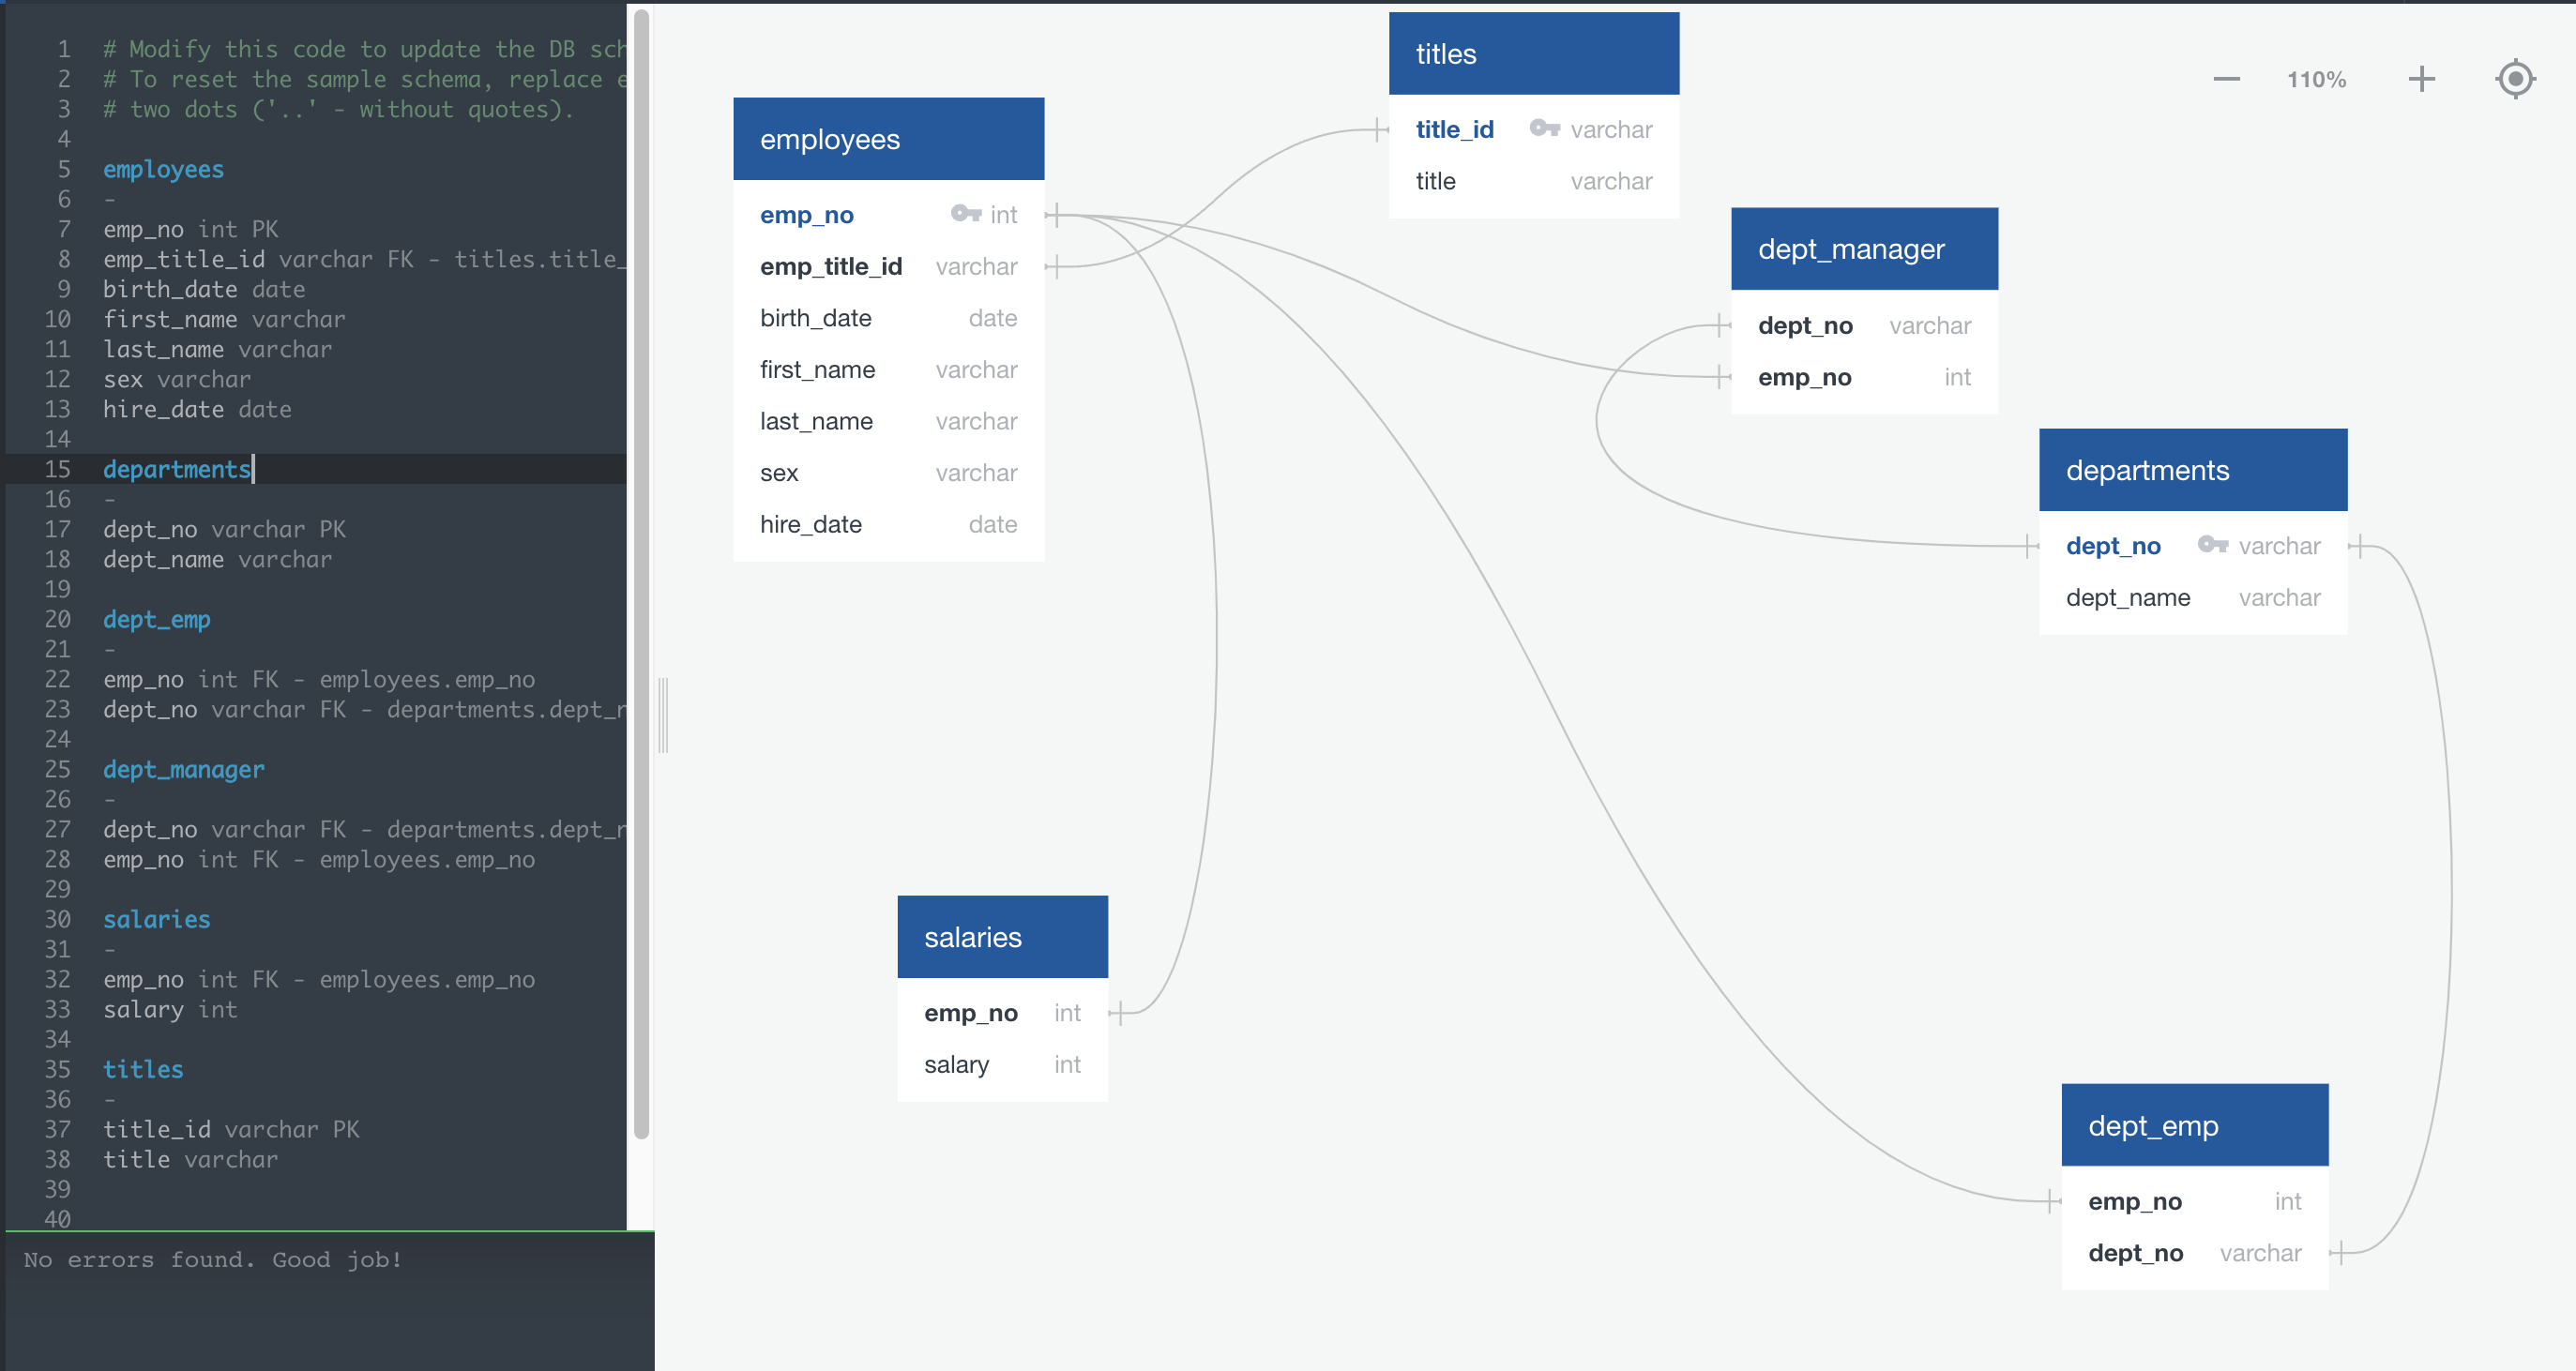 1 # Modify this code to update the DB sch
2 # To reset the sample schema, replace e
3 # two dots ('..' - without quotes).
4
5 employees
6 -
7 emp_no int PK
8 emp_title_id varchar FK - titles.title_
9 birth_date date
10 first_name varchar
11 last_name varchar
12 sex varchar
13 hire_date date
14
15 departments
16 -
17 dept_no varchar PK
18 dept_name varchar
19
20 dept_emp
21 -
22 emp_no int FK - employees.emp_no
23 dept_no varchar FK - departments.dept_n
24
25 dept_manager
26 -
27 dept_no varchar FK - departments.dept_n
28 emp_no int FK - employees.emp_no
29
30 salaries
31 -
32 emp_no int FK - employees.emp_no
33 salary int
34
35 titles
36 -
37 title_id varchar PK
38 title varchar
39
40
No errors found. Good job!
employees
emp_no int
emp_title_id varchar
birth_date date
first_name varchar
last_name varchar
sex varchar
hire_date date
titles
title_id varchar
title varchar
110%
dept_manager
dept_no varchar
emp_no int
departments
dept_no varchar
dept_name varchar
salaries
emp_no int
salary int
dept_emp
emp_no int
dept_no varchar